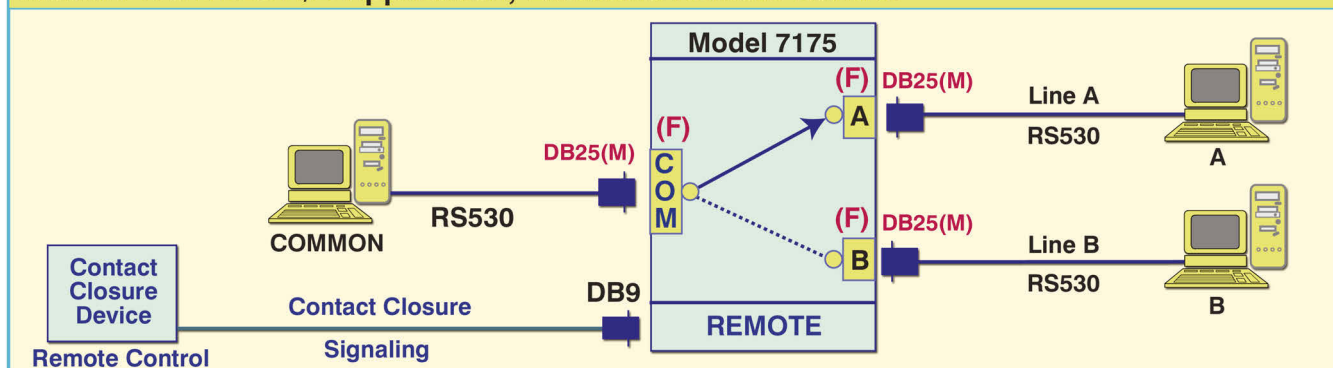 Model 7175
(F)
DB25(M)
A
Line A
RS530
A
(F)
DB25(M)
COM
RS530
COMMON
(F)
DB25(M)
B
Line B
RS530
B
Contact
Closure
Device
Remote Control
Contact Closure
Signaling
DB9
REMOTE